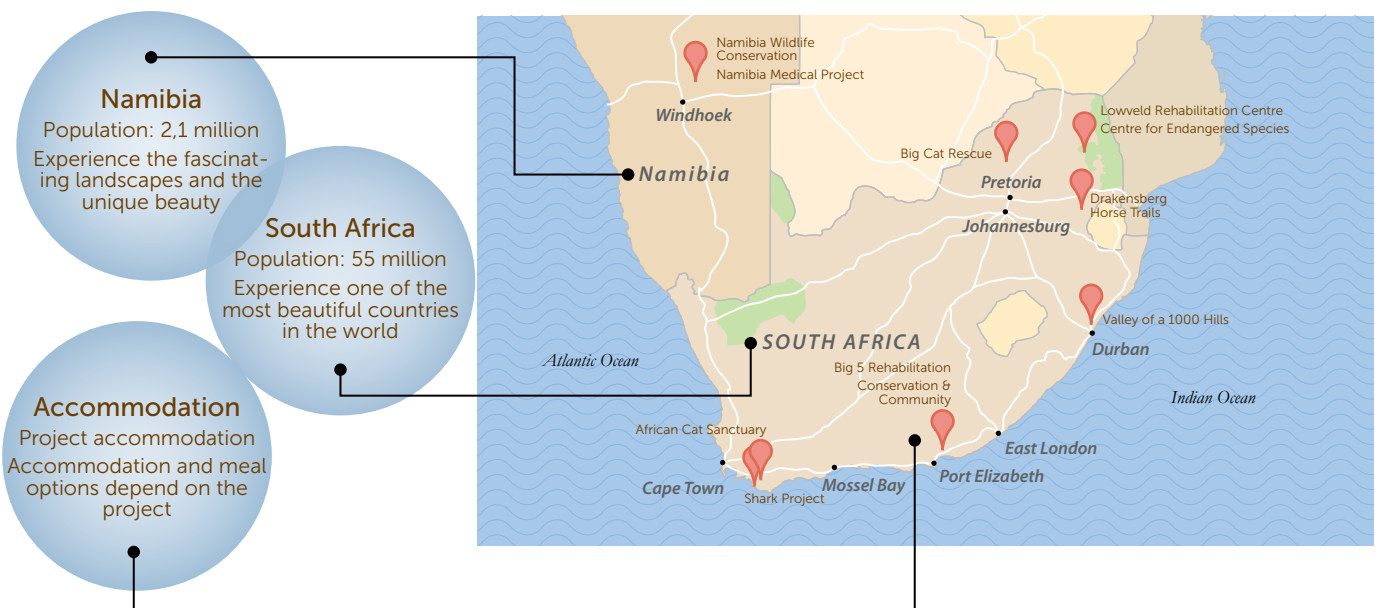 Namibia
Population: 2,1 million
Experience the fascinat-
ing landscapes and the
unique beauty
South Africa
Population: 55 million
Experience one of the
most beautiful countries
in the world
Accommodation
Project accommodation
Accommodation and meal
options depend on the
project
Namibia Wildlife
Conservation
Namibia Medical Project
Windhoek
Namibia
Lowveld Rehabilitation Centre
Centre for Endangered Species
Big Cat Rescue
Pretoria
Drakensberg
Horse Trails
Johannesburg
Valley of a 1000 Hills
Durban
SOUTH AFRICA
Atlantic Ocean
Big 5 Rehabilitation
Conservation &
Community
Indian Ocean
African Cat Sanctuary
East London
Port Elizabeth
Mossel Bay
Cape Town
Shark Project